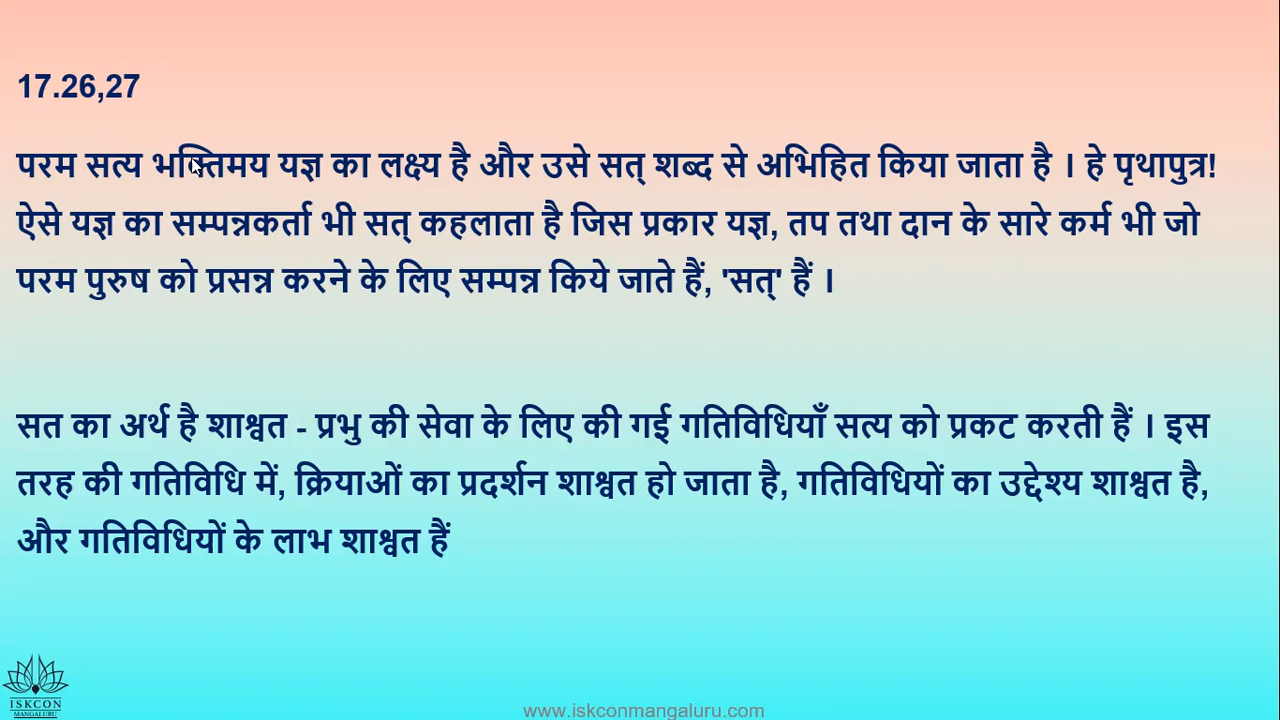 17.26,27
परम सत्य भक्तिमय यज्ञ का लक्ष्य है और उसे सत् शब्द से अभिहित किया जाता है । हे पृथापुत्र!
ऐसे यज्ञ का सम्पन्नकर्ता भी सत् कहलाता है जिस प्रकार यज्ञ, तप तथा दान के सारे कर्म भी जो
परम पुरुष को प्रसन्न करने के लिए सम्पन्न किये जाते हैं, 'सत्' हैं ।
सत का अर्थ है शाश्वत - प्रभु की सेवा के लिए की गई गतिविधियाँ सत्य को प्रकट करती हैं । इस
तरह की गतिविधि में, क्रियाओं का प्रदर्शन शाश्वत हो जाता है, गतिविधियों का उद्देश्य शाश्वत है,
और गतिविधियों के लाभ शाश्वत हैं
ISKCON
MANGALURU
www.iskconmangaluru.com